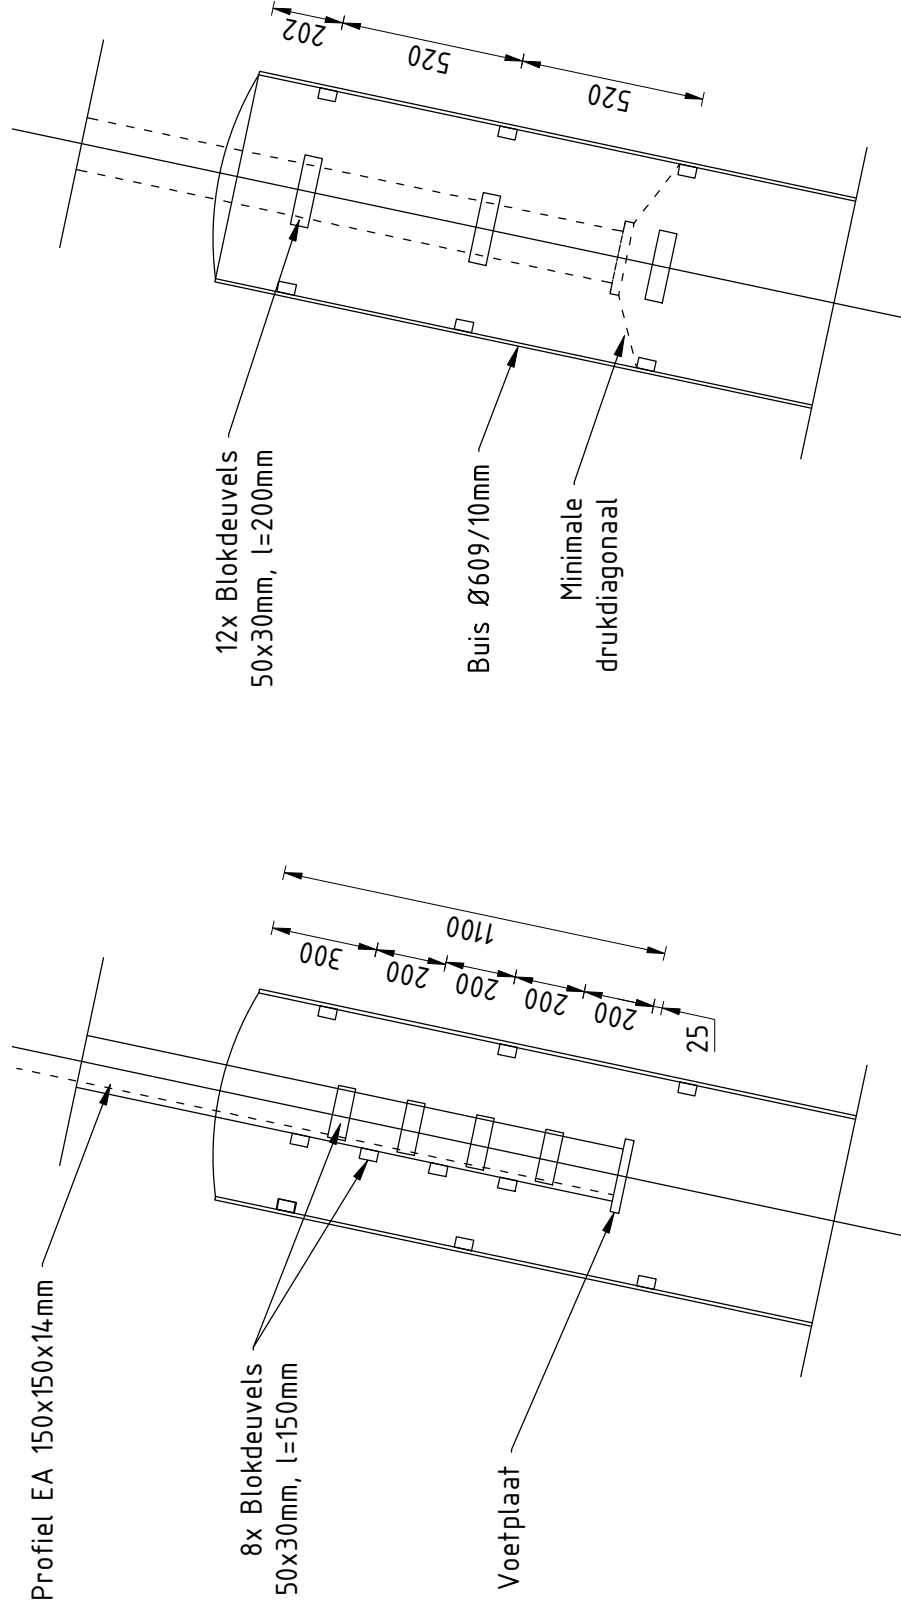 Profiel EA 150x150x14mm
8x Blokdeuvels
50x30mm, l=150mm
Voetplaat
300
200
200
200
200
25
1100
12x Blokdeuvels
50x30mm, l=200mm
Buis Ø609/10mm
Minimale
drukdiagonaal
202
520
520